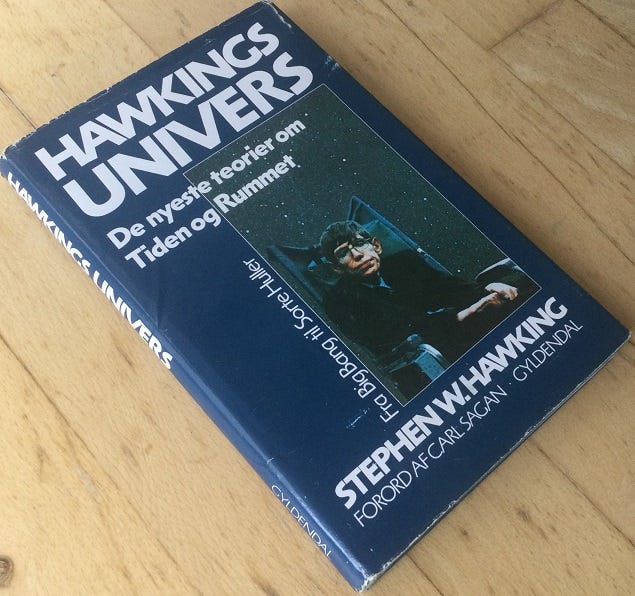 HAWKINGS
UNIVERS
De nyeste teorier om
Tiden og Rummet
Fra Big Bang til Sorte Huller
STEPHEN W. HAWKING
FORORD AF CARL SAGAN · GYLDENDAL
HAWKINGS UNIVERS
GYLDENDAL